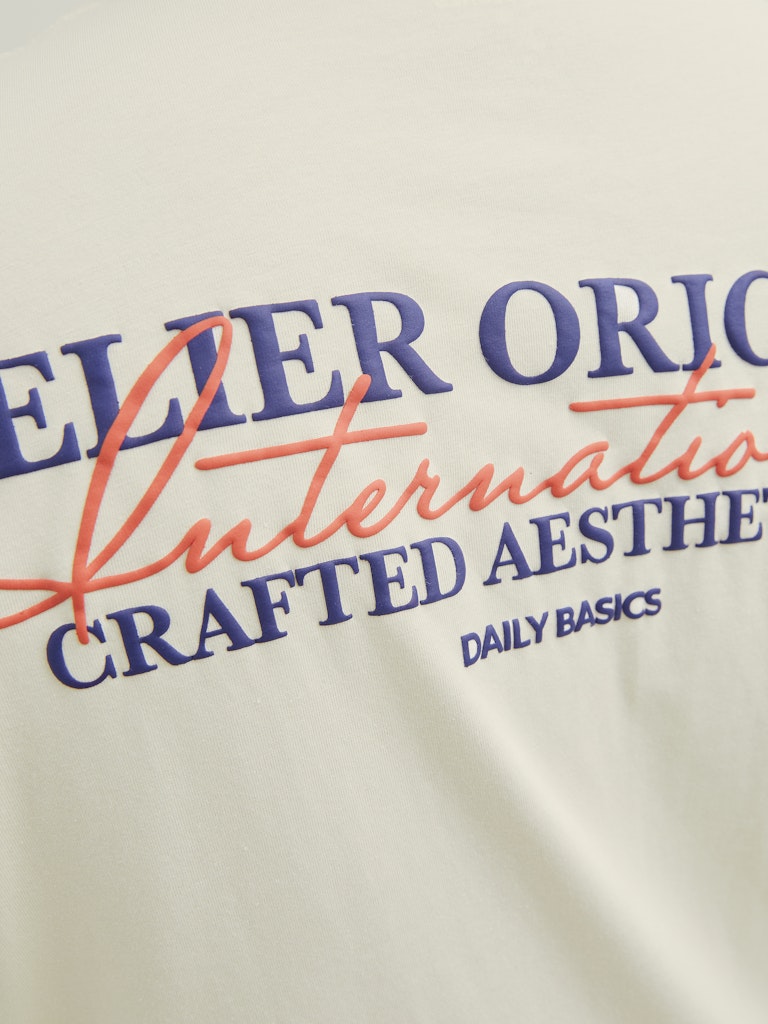 ELIER ORIG
Internatio
CRAFTED AESTHET
DAILY BASICS